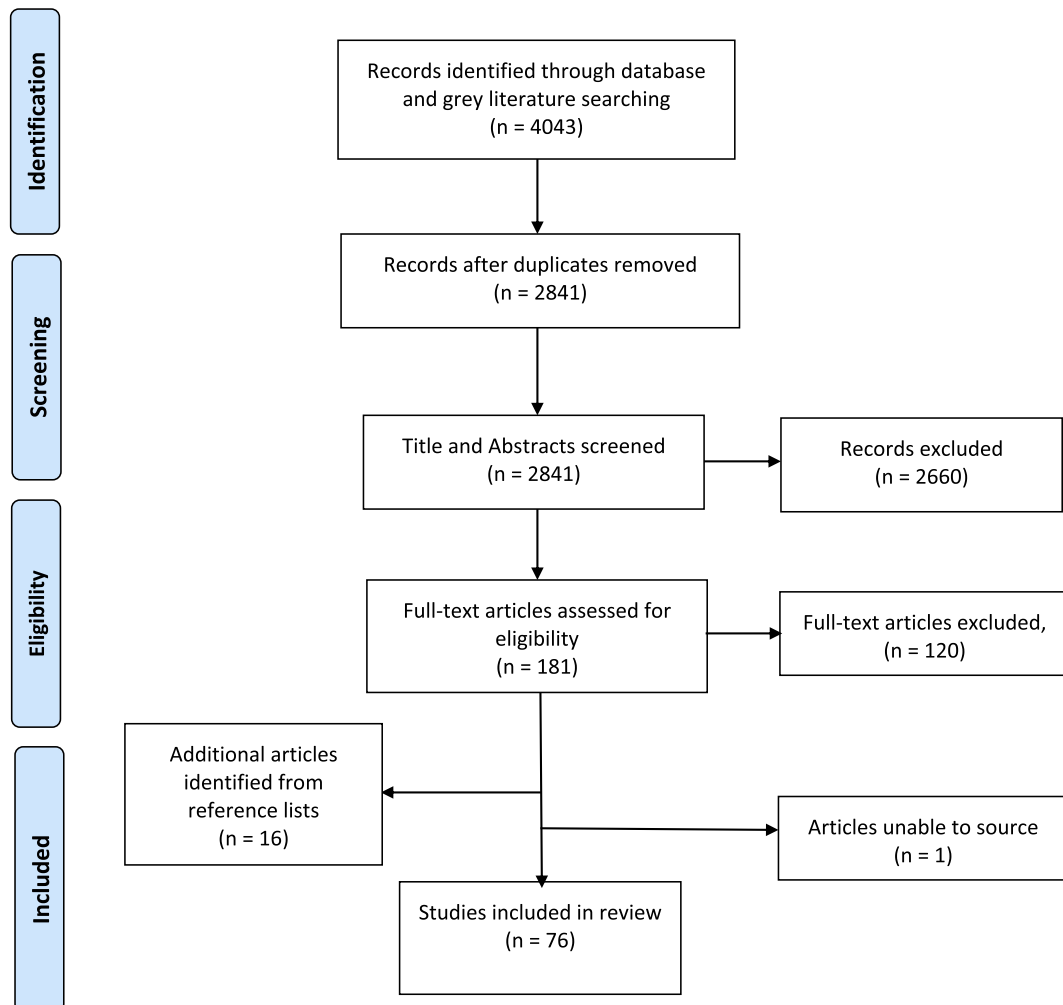 Identification
Records identified through database
and grey literature searching
(n = 4043)
Screening
Records after duplicates removed
(n = 2841)
Title and Abstracts screened
(n = 2841)
Records excluded
(n = 2660)
Eligibility
Full-text articles assessed for
eligibility
(n = 181)
Full-text articles excluded,
(n = 120)
Included
Additional articles
identified from
reference lists
(n = 16)
Articles unable to source
(n = 1)
Studies included in review
(n = 76)